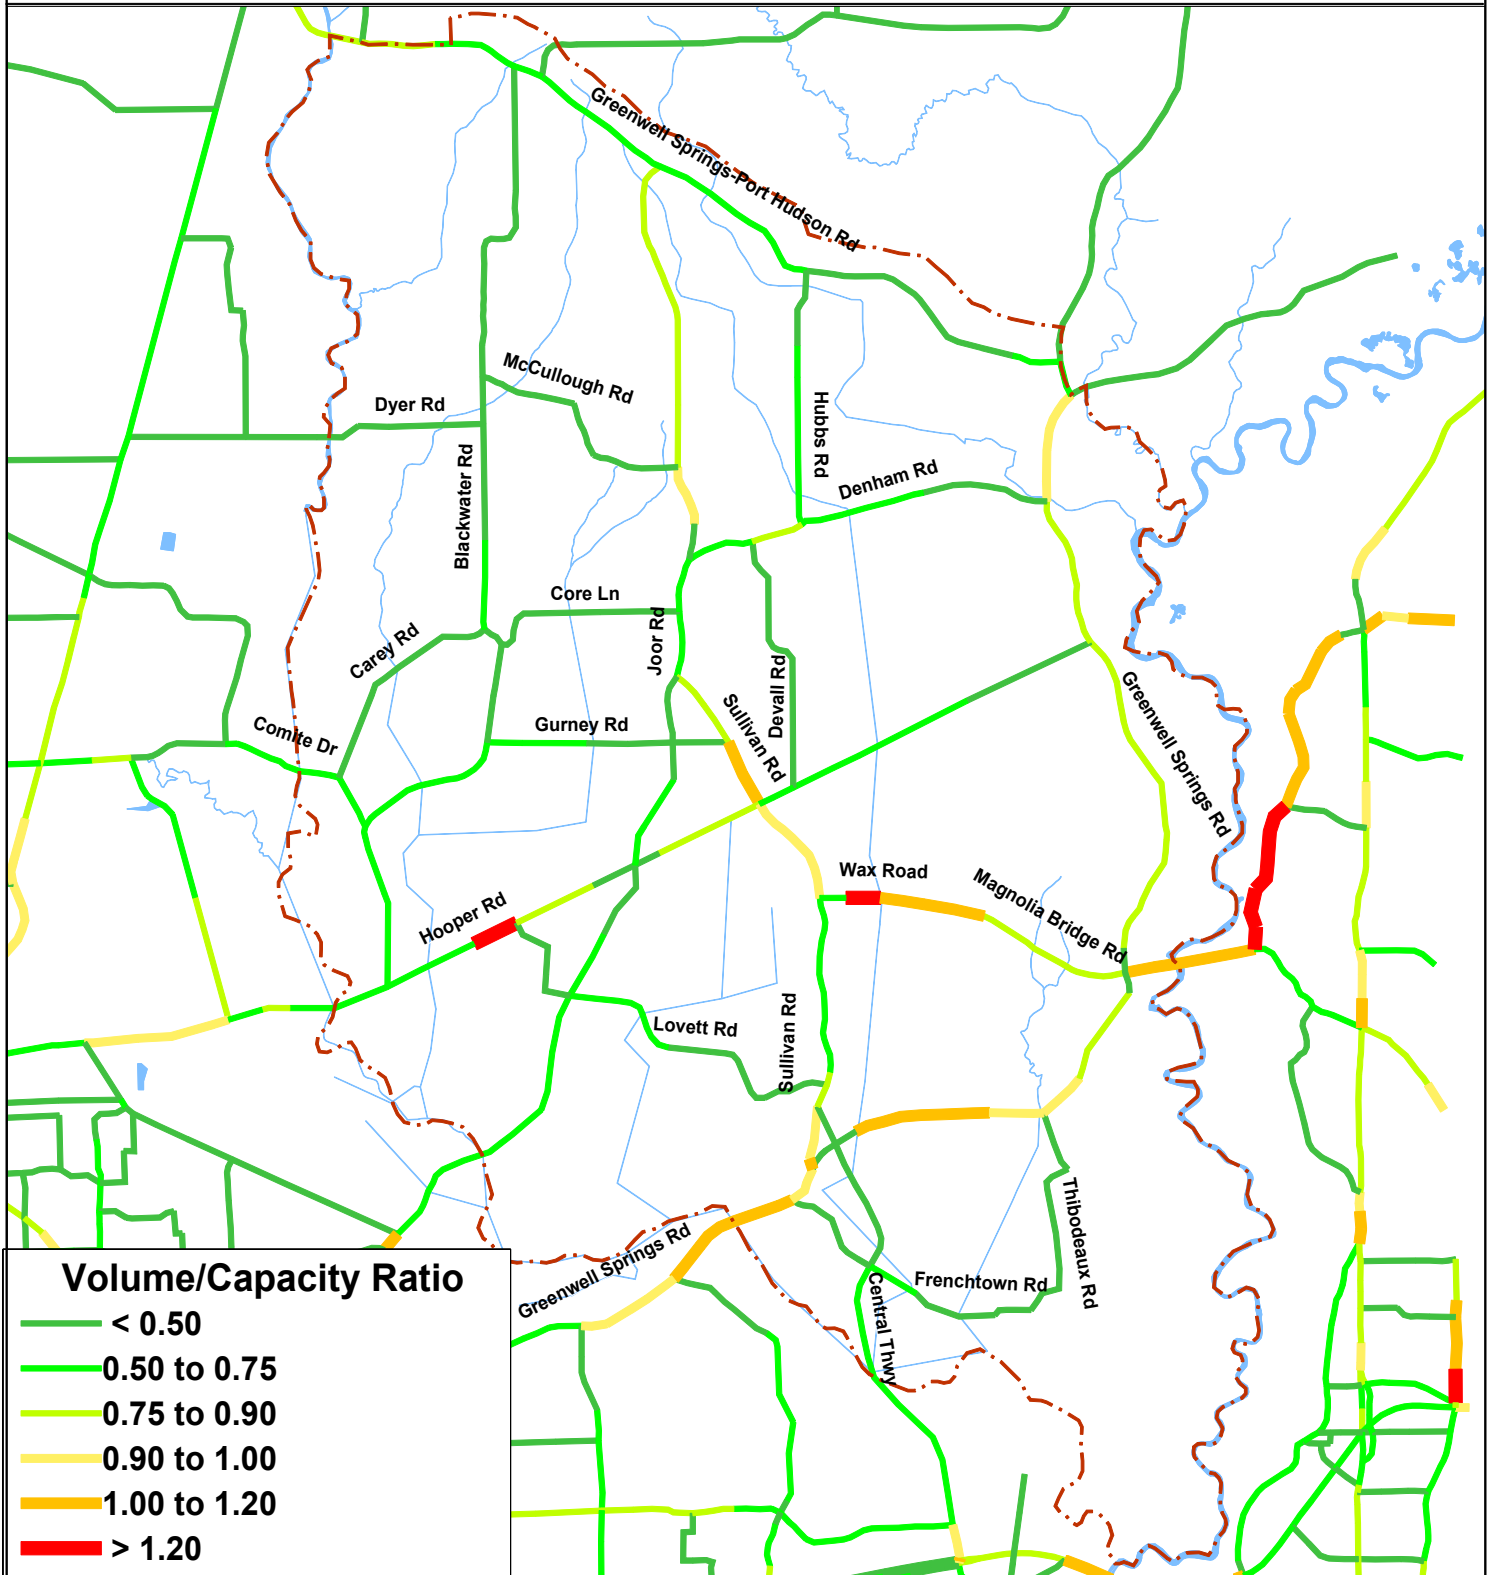 Greenwell Springs-Port Hudson Rd
McCullough Rd
Dyer Rd
Hubbs Rd
Blackwater Rd
Denham Rd
Core Ln
Joor Rd
Carey Rd
Devall Rd
Sullivan Rd
Gurney Rd
Comite Dr
Greenwell Springs Rd
Wax Road
Magnolia Bridge Rd
Hooper Rd
Lovett Rd
Sullivan Rd
Thibodeaux Rd
Greenwell Springs Rd
Frenchtown Rd
Central Thwy
Volume/Capacity Ratio
< 0.50
0.50 to 0.75
0.75 to 0.90
0.90 to 1.00
1.00 to 1.20
> 1.20